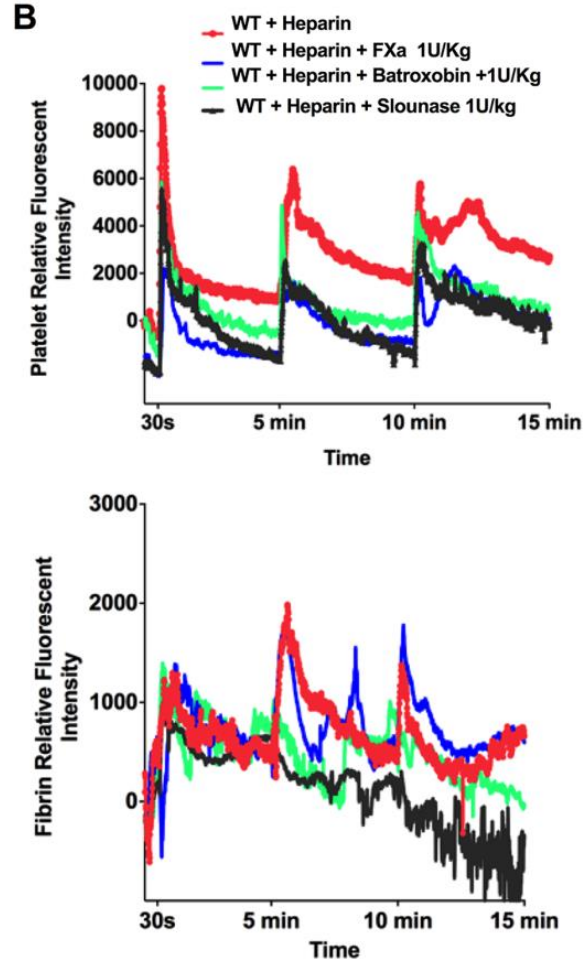 B
WT + Heparin
WT + Heparin + FXa 1U/Kg
WT + Heparin + Batroxobin +1U/Kg
WT + Heparin + Slounase 1U/kg
Platelet Relative Fluorescent
Intensity
10000
8000
6000
4000
2000
0
30s 5 min 10 min 15 min
Time
Fibrin Relative Fluorescent
Intensity
3000
2000
1000
0
30s 5 min 10 min 15 min
Time